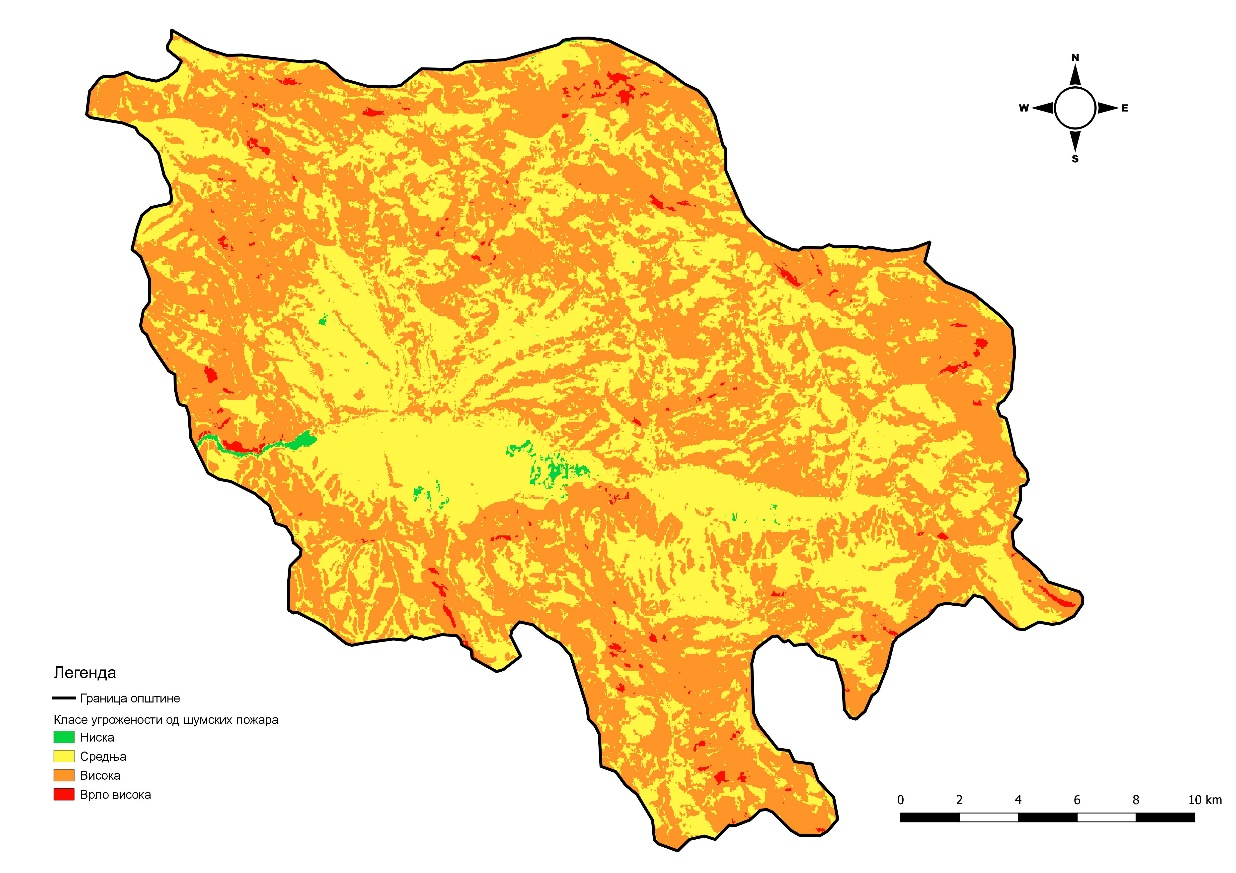 N
W E
S
Легенда
Граница општине
Класе угрожености од шумских пожара
Ниска
Средња
Висока
Врло висока
0 2 4 6 8 10 km